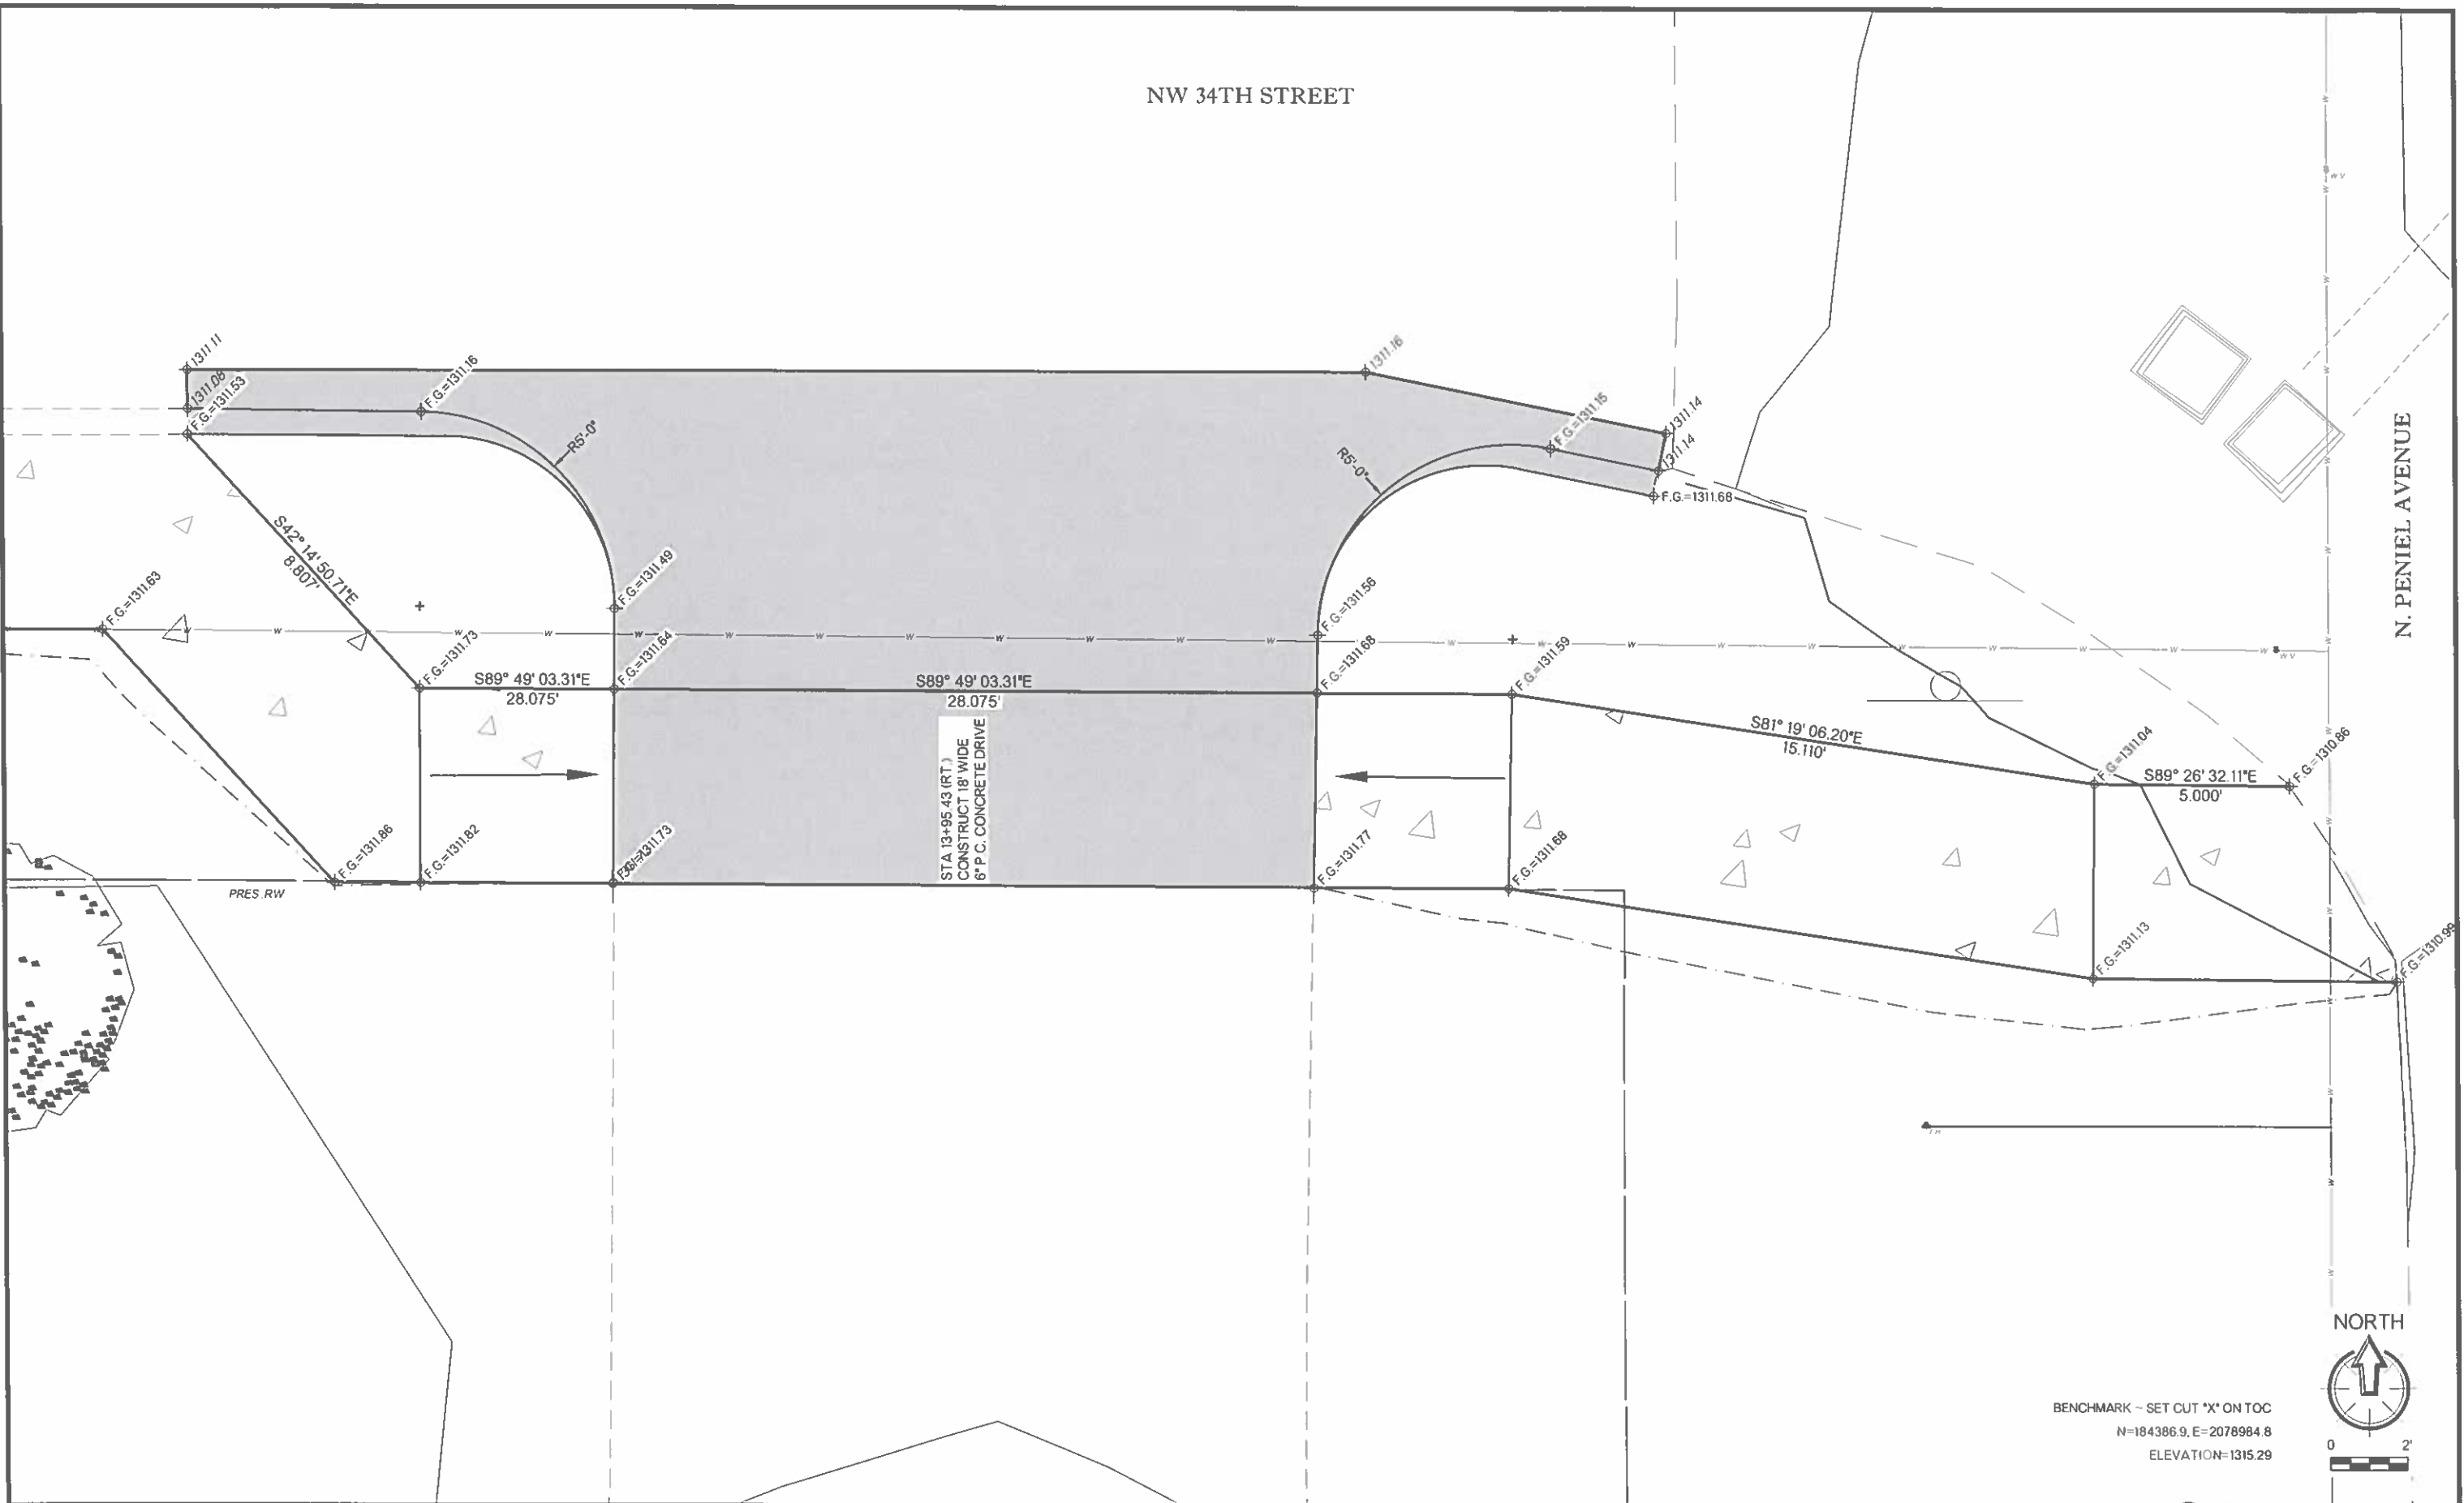 NW 34TH STREET
1311.11
1311.08
F.G.=1311.53
F.G.=1311.16
1311.16
F.G.=1311.15
1311.14
1311.14
F.G.=1311.68
R5'-0"
R5'-0"
N. PENIEL AVENUE
S42° 14' 50.71"E
8.807'
F.G.=1311.63
F.G.=1311.49
F.G.=1311.56
F.G.=1311.73
F.G.=1311.64
F.G.=1311.68
F.G.=1311.59
S89° 49' 03.31"E
28.075'
S89° 49' 03.31"E
28.075'
S81° 19' 06.20"E
15.110'
F.G.=1311.04
S89° 26' 32.11"E
5.000'
F.G.=1310.86
STA 13+95.43 (RT.)
CONSTRUCT 18' WIDE
6" P.C. CONCRETE DRIVE
F.G.=1311.86
F.G.=1311.82
1311.73
F.G.=1311.77
F.G.=1311.68
F.G.=1311.13
F.G.=1310.99
PRES. RW
W V
W V
NORTH
BENCHMARK ~ SET CUT "X" ON TOC
N=184386.9, E=2078984.8
ELEVATION=1315.29
0 2'